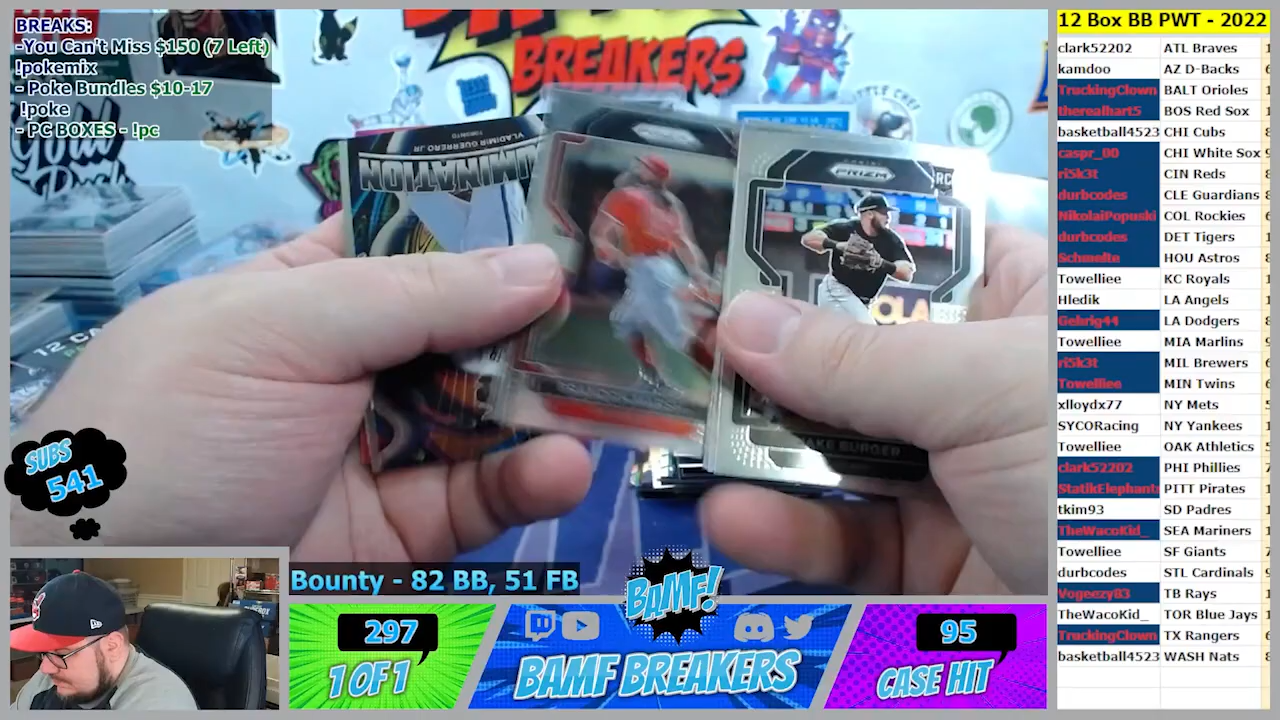 BREAKS:
-You Can't Miss $150 (7 Left)
!pokemix
- Poke Bundles $10-17
!poke
- PC BOXES - !pc
BREAKERS
VLADIMIR GUERRERO JR
TORONTO
PRIZM
RC
JAKE BURGER
SUBS
541
Bounty - 82 BB, 51 FB
BAMF!
297
1 OF 1
BAMF BREAKERS
95
CASE HIT
12 Box BB PWT - 2022
clark52202 ATL Braves
kamdoo AZ D-Backs
TruckingClown BALT Orioles
therealhart5 BOS Red Sox
basketball4523 CHI Cubs
caspr_00 CHI White Sox
ri5k3t CIN Reds
durbcodes CLE Guardians
NikolaiPopuski COL Rockies
durbcodes DET Tigers
Schmelte HOU Astros
Towelliee KC Royals
Hledik LA Angels
Gehrig44 LA Dodgers
Towelliee MIA Marlins
ri5k3t MIL Brewers
Towelliee MIN Twins
xlloydx77 NY Mets
SYCORacing NY Yankees
Towelliee OAK Athletics
clark52202 PHI Phillies
StatikElephant PITT Pirates
tkim93 SD Padres
TheWacoKid_ SEA Mariners
Towelliee SF Giants
durbcodes STL Cardinals
Vogeezy83 TB Rays
TheWacoKid_ TOR Blue Jays
TruckingClown TX Rangers
basketball4523 WASH Nats